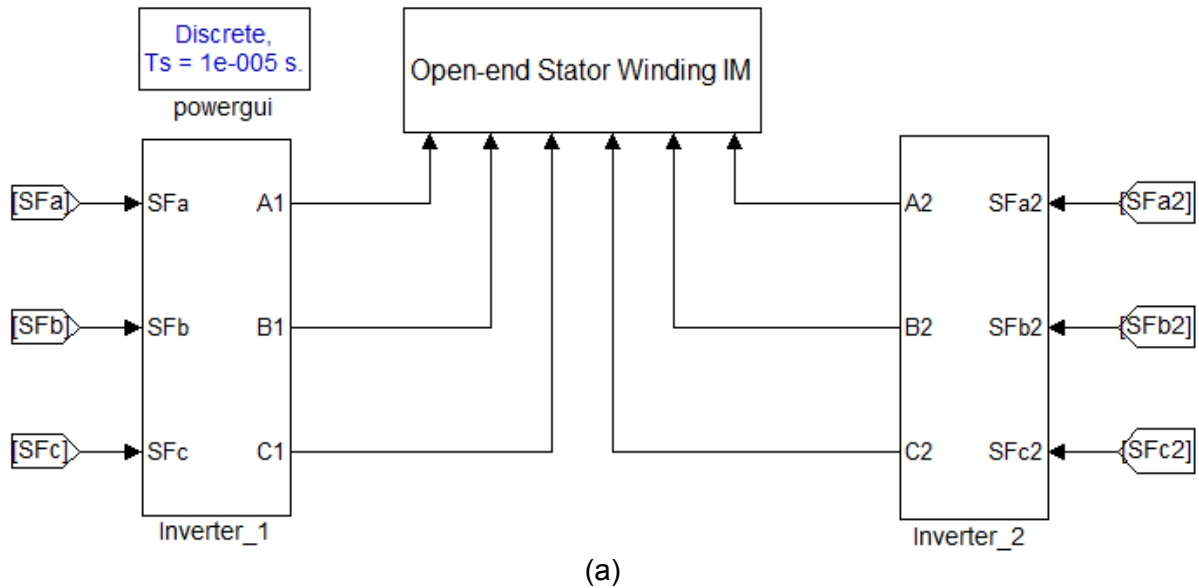 Discrete,
Ts = 1e-005 s.
powergui
Open-end Stator Winding IM
[SFa]
SFa
A1
A2
SFa2
[SFa2]
[SFb]
SFb
B1
B2
SFb2
[SFb2]
[SFc]
SFc
C1
C2
SFc2
[SFc2]
Inverter_1
Inverter_2
(a)